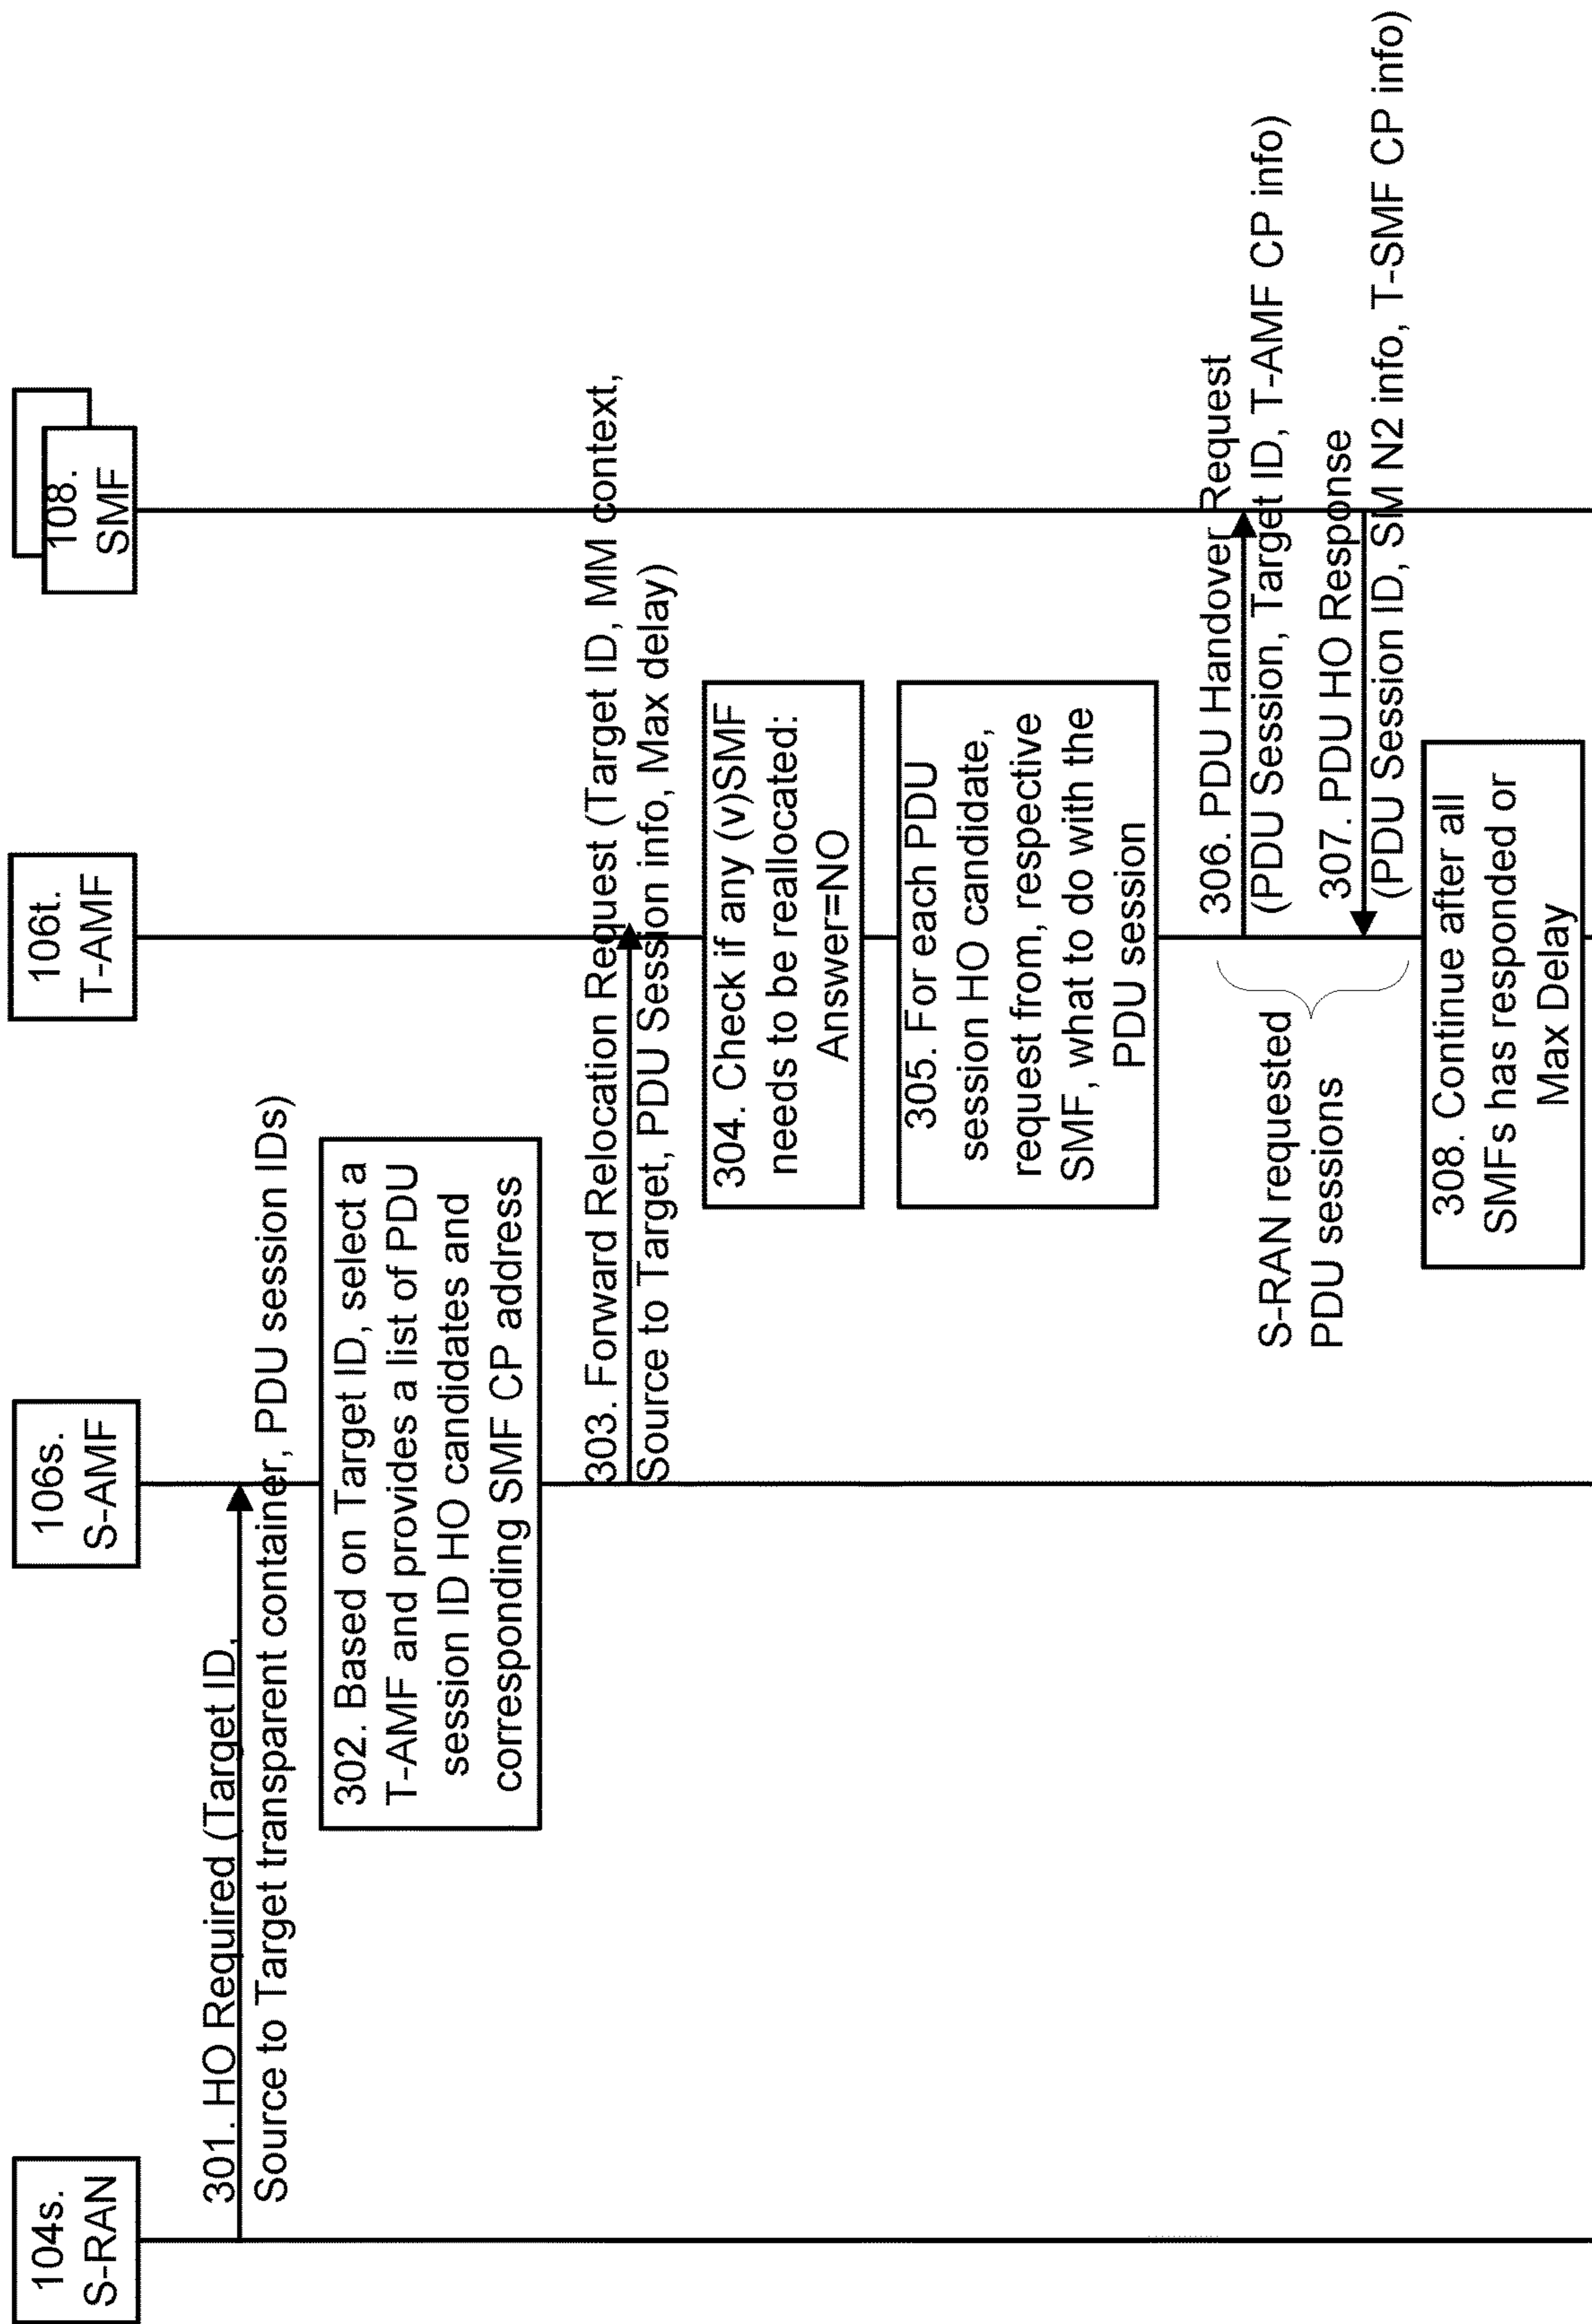 104s.
S-RAN
106s.
S-AMF
106t.
T-AMF
108.
SMF
301. HO Required (Target ID,
Source to Target transparent container, PDU session IDs)
302. Based on Target ID, select a
T-AMF and provides a list of PDU
session ID HO candidates and
corresponding SMF CP address
303. Forward Relocation Request (Target ID, MM context,
Source to Target, PDU Session info, Max delay)
304. Check if any (v)SMF
needs to be reallocated:
Answer=NO
305. For each PDU
session HO candidate,
request from, respective
SMF, what to do with the
PDU session
306. PDU Handover Request
(PDU Session, Target ID, T-AMF CP info)
307. PDU HO Response
(PDU Session ID, SM N2 info, T-SMF CP info)
S-RAN requested
PDU sessions
308. Continue after all
SMFs has responded or
Max Delay